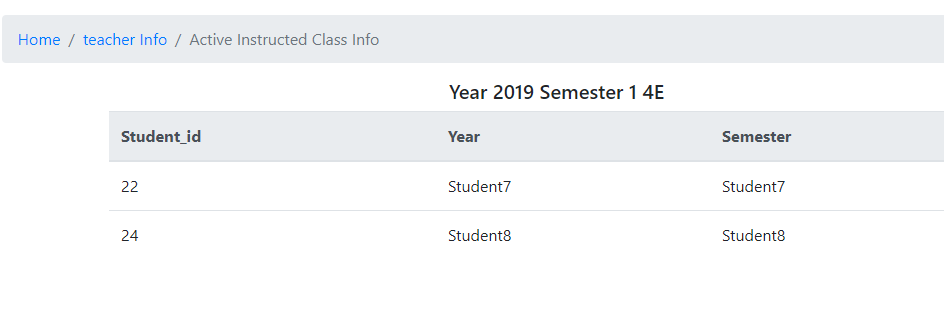 Home / teacher Info / Active Instructed Class Info
Year 2019 Semester 1 4E
Student_id Year Semester
22 Student7 Student7
24 Student8 Student8